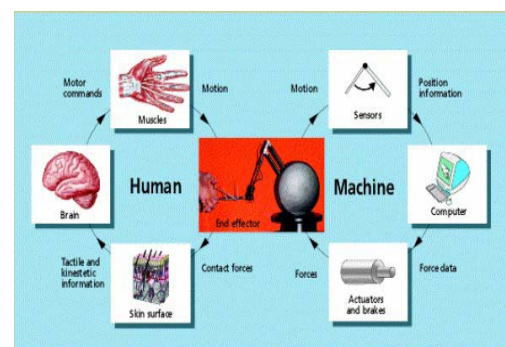 Motor
commands
Muscles
Motion
Motion
Sensors
Position
information
Brain
Human
End effector
Machine
Computer
Tactile and
kinestetic
information
Skin surface
Contact forces
Forces
Actuators
and brakes
Force data